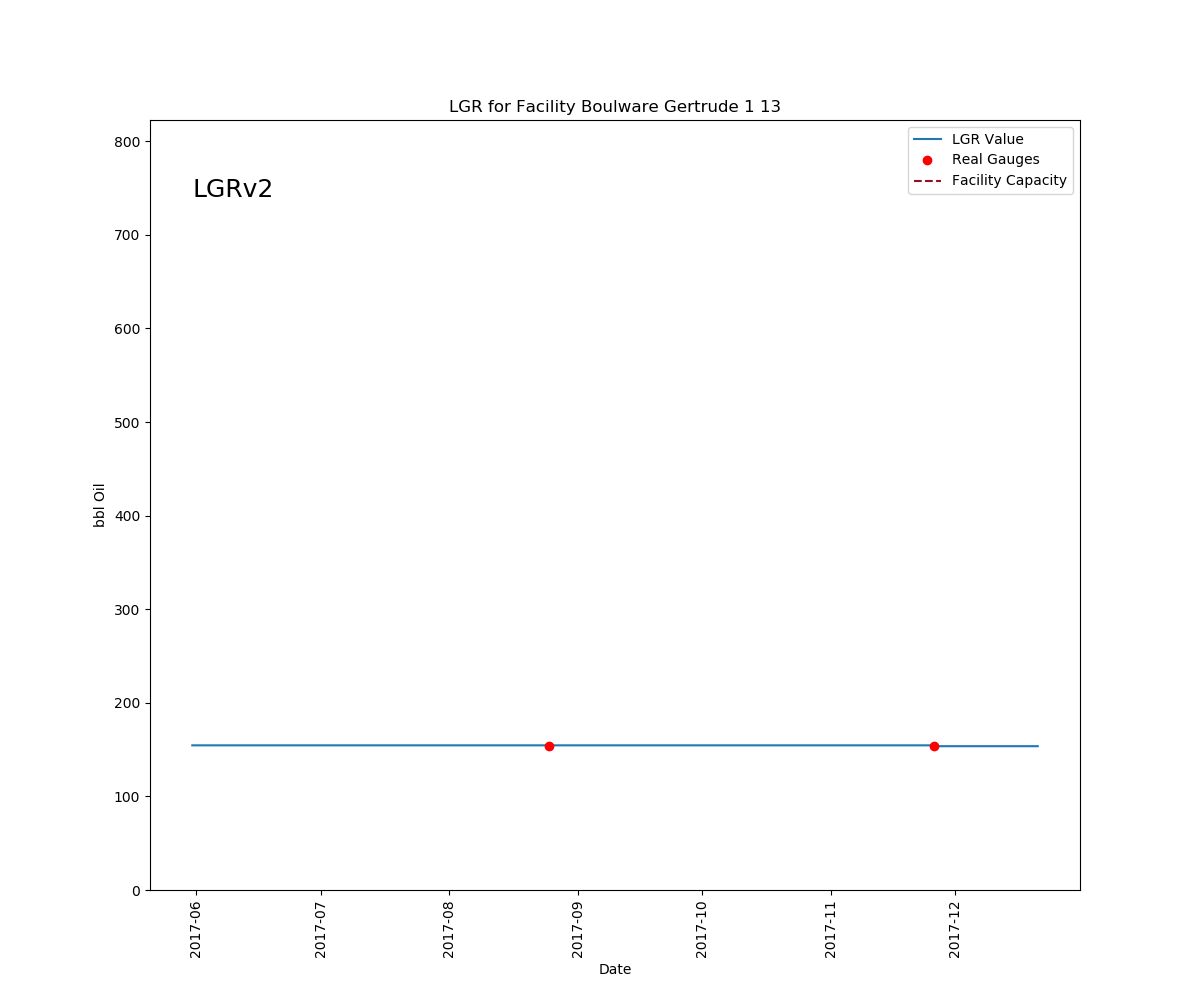 LGR for Facility Boulware Gertrude 1 13
LGR Value
Real Gauges
Facility Capacity
LGRv2
800
700
600
500
400
300
200
100
0
bbl Oil
2017-06
2017-07
2017-08
2017-09
2017-10
2017-11
2017-12
Date